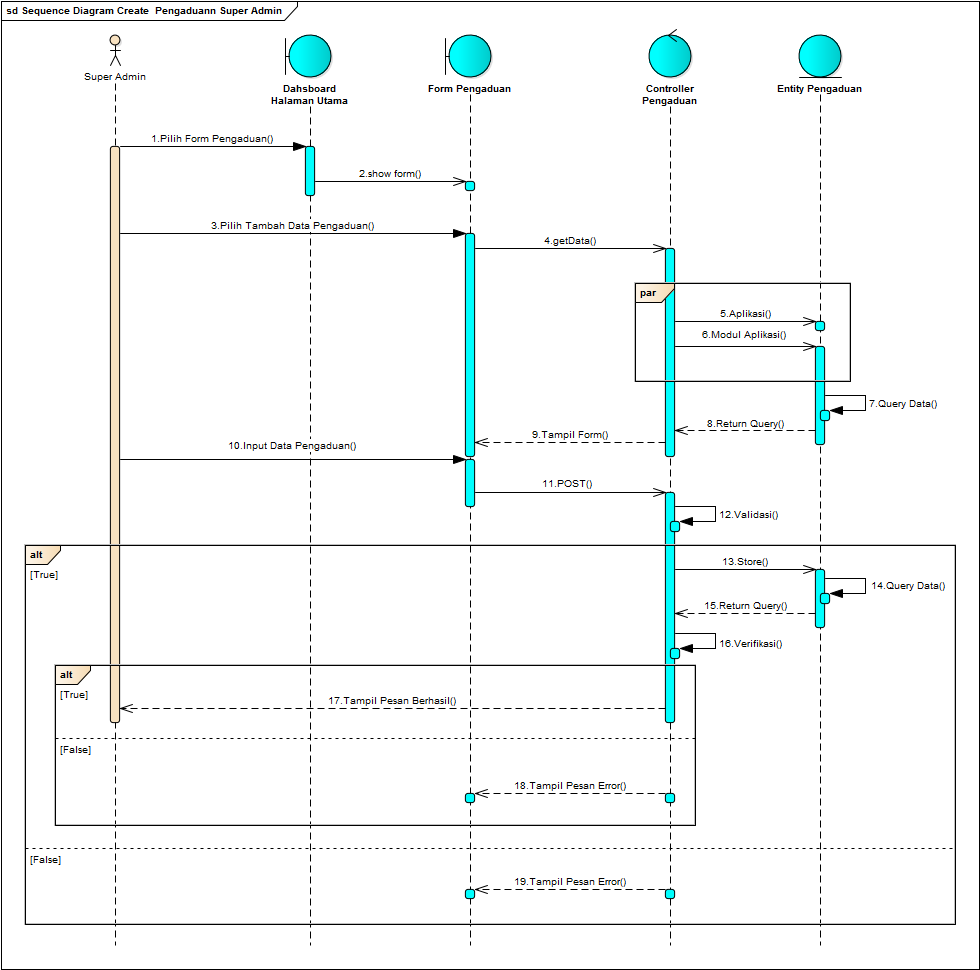 sd Sequence Diagram Create Pengaduann Super Admin
Super Admin
Dahsboard
Halaman Utama
Form Pengaduan
Controller
Pengaduan
Entity Pengaduan
1.Pilih Form Pengaduan()
2.show form()
3.Pilih Tambah Data Pengaduan()
4.getData()
par
5.Aplikasi()
6.Modul Aplikasi()
7.Query Data()
8.Return Query()
9.Tampil Form()
10.Input Data Pengaduan()
11.POST()
12.Validasi()
alt
[True]
13.Store()
14.Query Data()
15.Return Query()
16.Verifikasi()
alt
[True]
17.Tampil Pesan Berhasil()
[False]
18.Tampil Pesan Error()
[False]
19.Tampil Pesan Error()